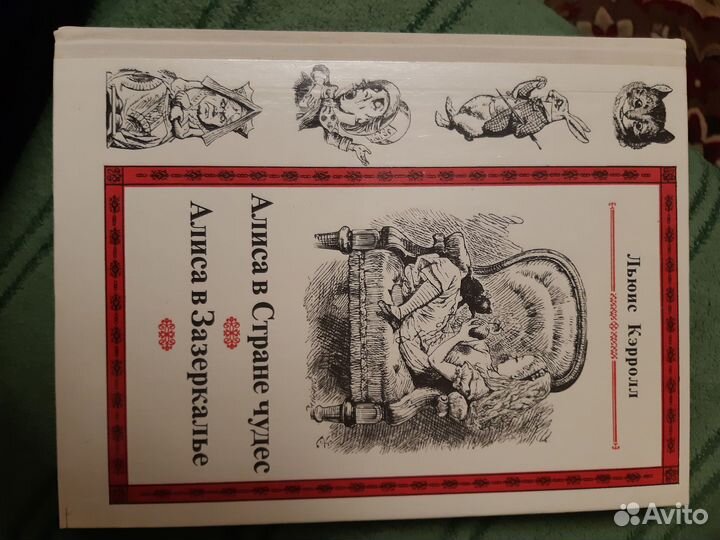 Льюис Кэрролл
Алиса в Стране чудес
Алиса в Зазеркалье
Avito